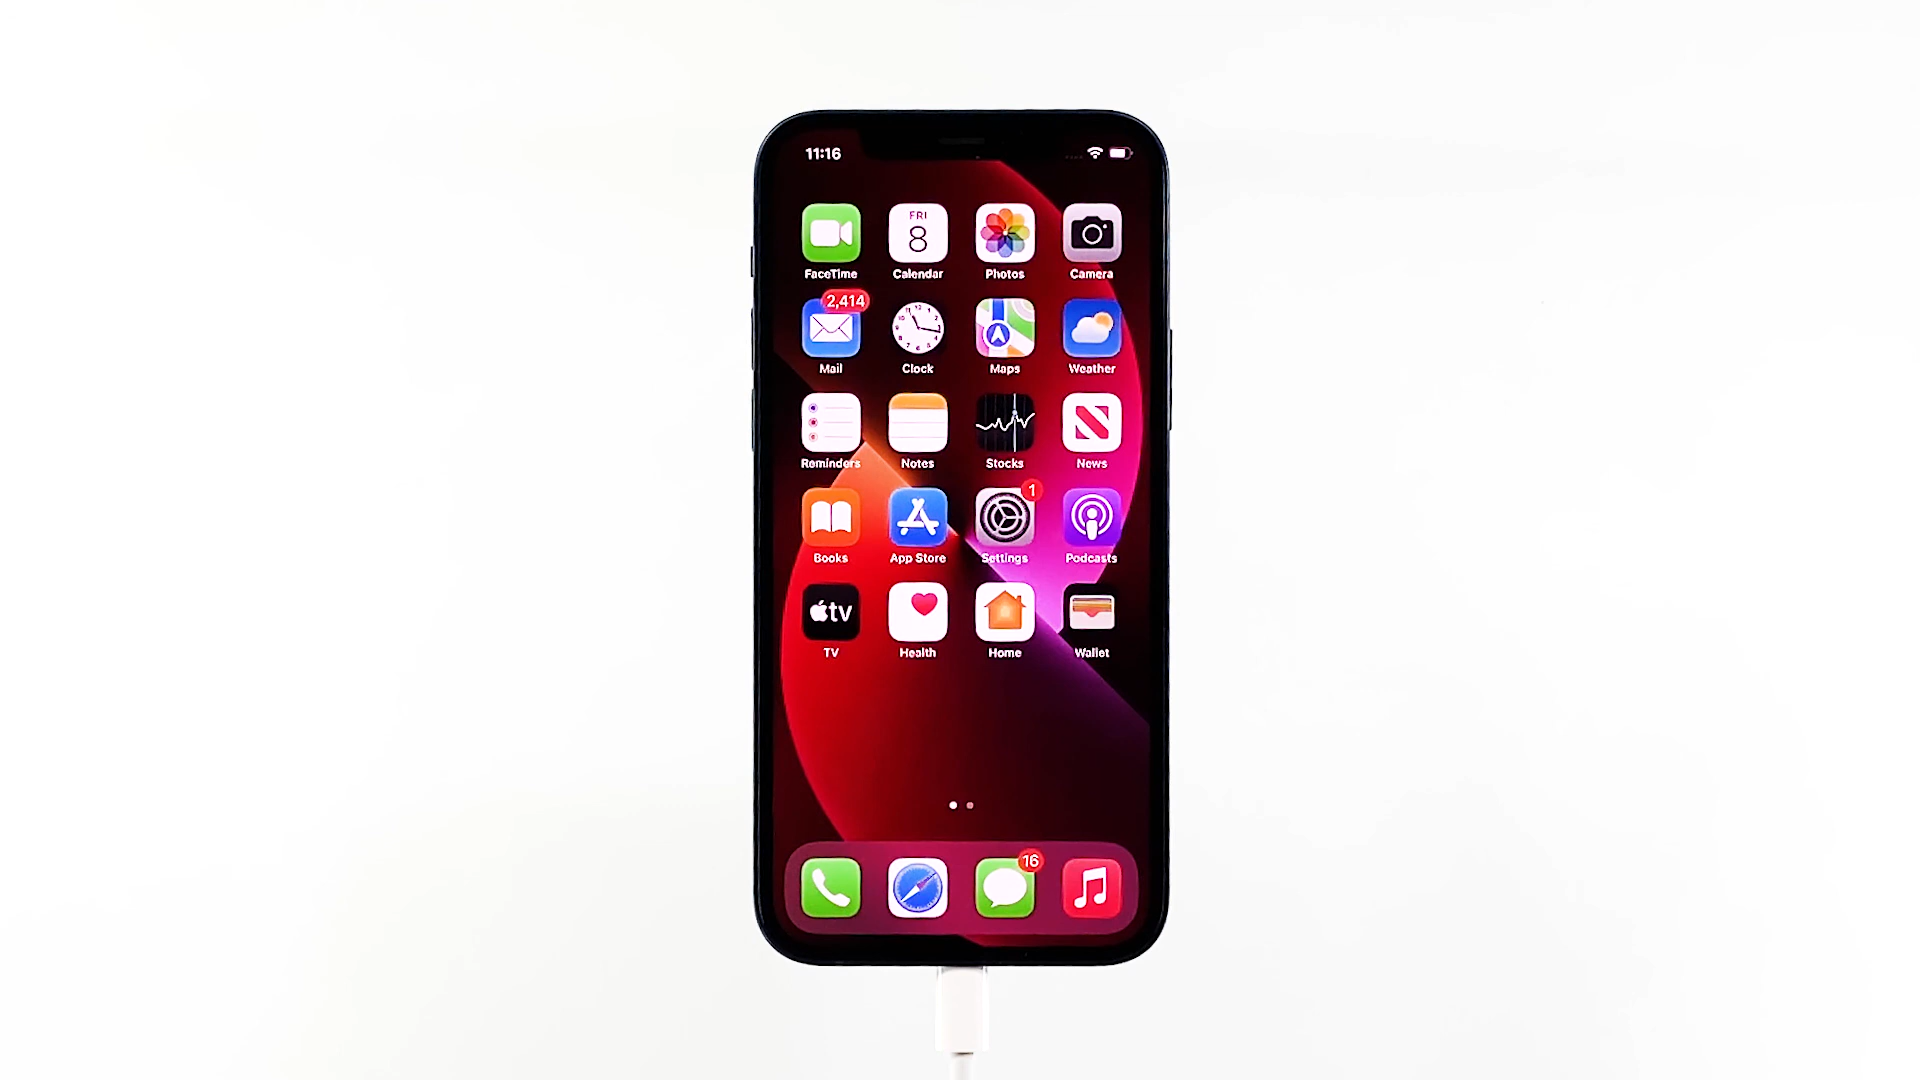 11:16
FRI
8
FaceTime Calendar Photos Camera
2,414
Mail Clock Maps Weather
Reminders Notes Stocks News
1
Books App Store Settings Podcasts
tv
TV Health Home Wallet
16